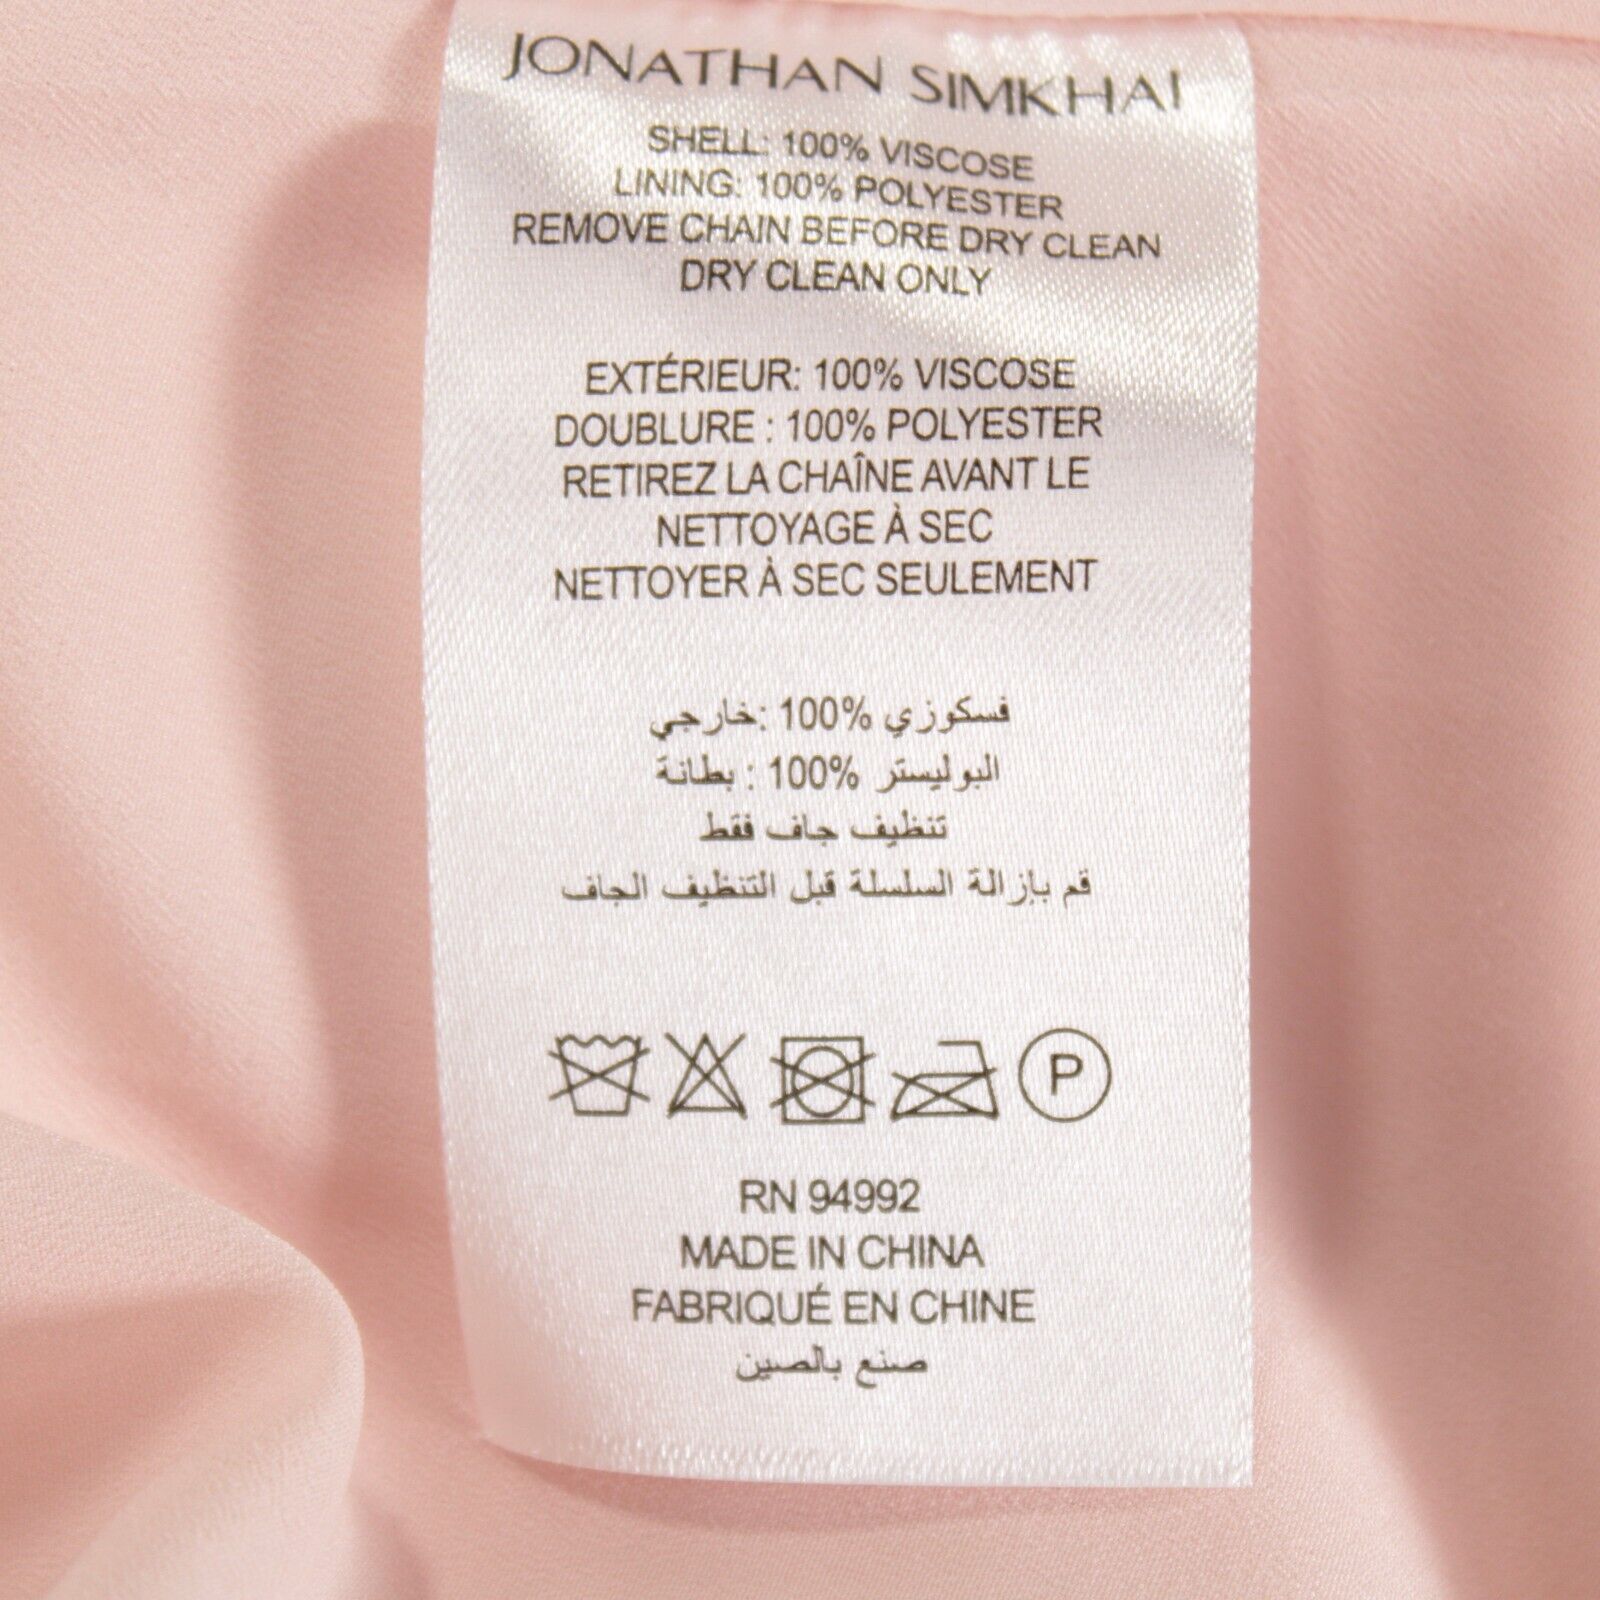 JONATHAN SIMKHAI
SHELL: 100% VISCOSE
LINING: 100% POLYESTER
REMOVE CHAIN BEFORE DRY CLEAN
DRY CLEAN ONLY
EXTÉRIEUR: 100% VISCOSE
DOUBLURE : 100% POLYESTER
RETIREZ LA CHAÎNE AVANT LE
NETTOYAGE À SEC
NETTOYER À SEC SEULEMENT
فسكوزي 100% :خارجي
البوليستر 100% : بطانة
تنظيف جاف فقط
قم بإزالة السلسلة قبل التنظيف الجاف
P
RN 94992
MADE IN CHINA
FABRIQUÉ EN CHINE
صنع بالصين